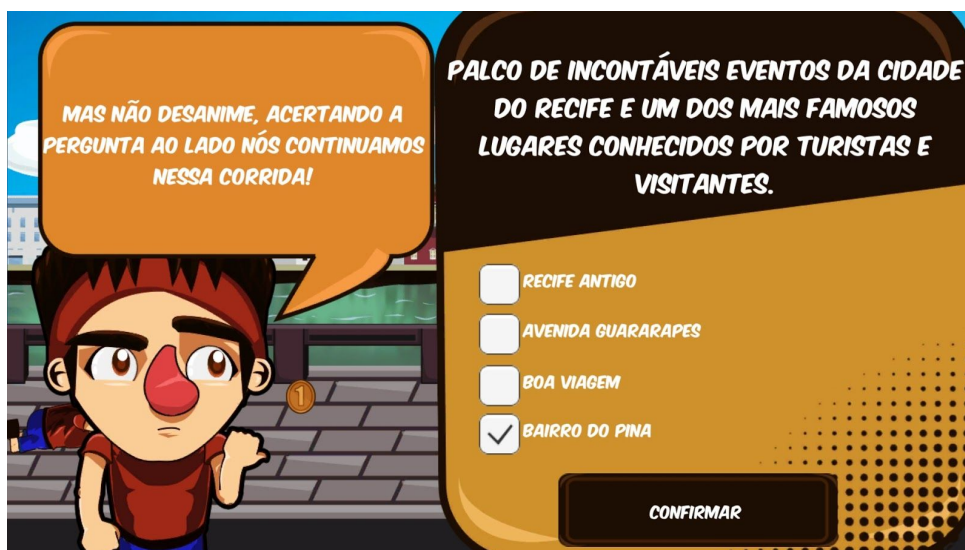 MAS NÃO DESANIME, ACERTANDO A
PERGUNTA AO LADO NÓS CONTINUAMOS
NESSA CORRIDA!
PALCO DE INCONTÁVEIS EVENTOS DA CIDADE
DO RECIFE E UM DOS MAIS FAMOSOS
LUGARES CONHECIDOS POR TURISTAS E
VISITANTES.
RECIFE ANTIGO
AVENIDA GUARARAPES
BOA VIAGEM
BAIRRO DO PINA
1
CONFIRMAR